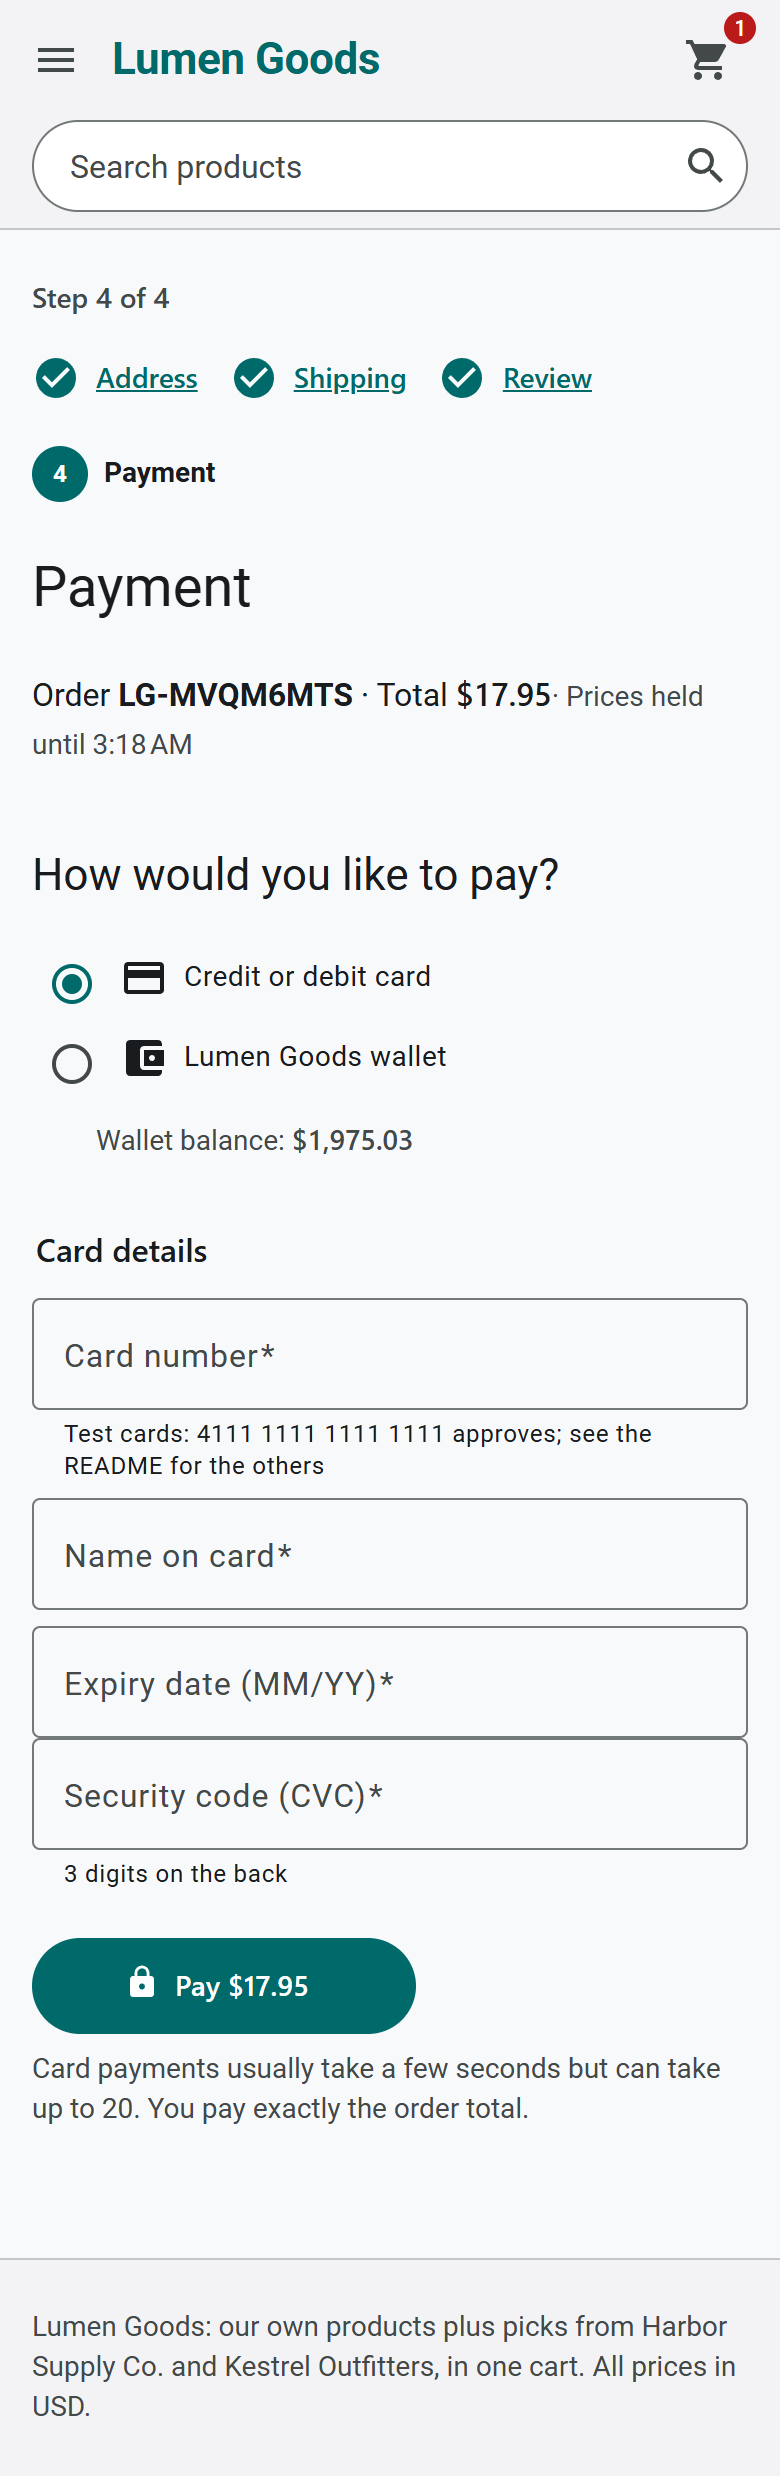 Lumen Goods
1
Search products
Step 4 of 4
Address Shipping Review
4 Payment
Payment
Order LG-MVQM6MTS · Total $17.95· Prices held
until 3:18 AM
How would you like to pay?
Credit or debit card
Lumen Goods wallet
Wallet balance: $1,975.03
Card details
Card number*
Test cards: 4111 1111 1111 1111 approves; see the
README for the others
Name on card*
Expiry date (MM/YY)*
Security code (CVC)*
3 digits on the back
Pay $17.95
Card payments usually take a few seconds but can take
up to 20. You pay exactly the order total.
Lumen Goods: our own products plus picks from Harbor
Supply Co. and Kestrel Outfitters, in one cart. All prices in
USD.